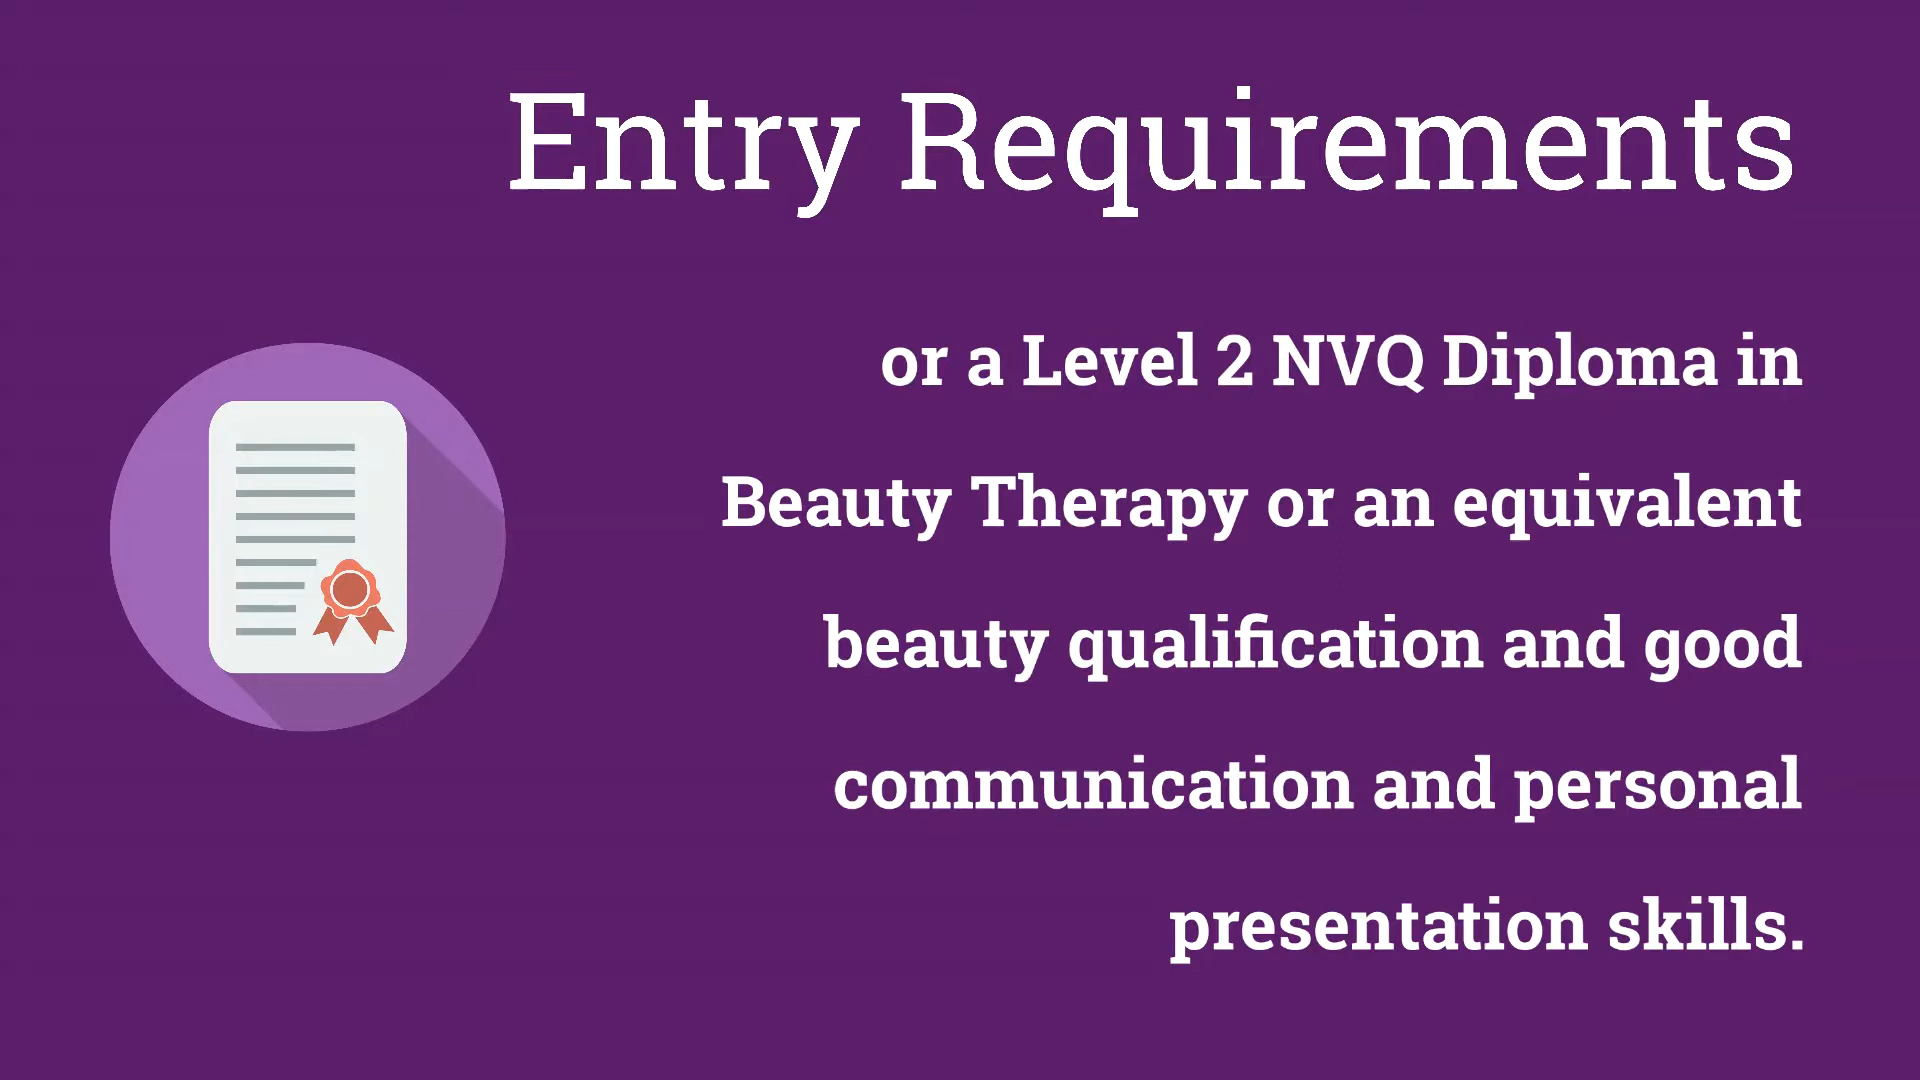 Entry Requirements
or a Level 2 NVQ Diploma in
Beauty Therapy or an equivalent
beauty qualification and good
communication and personal
presentation skills.